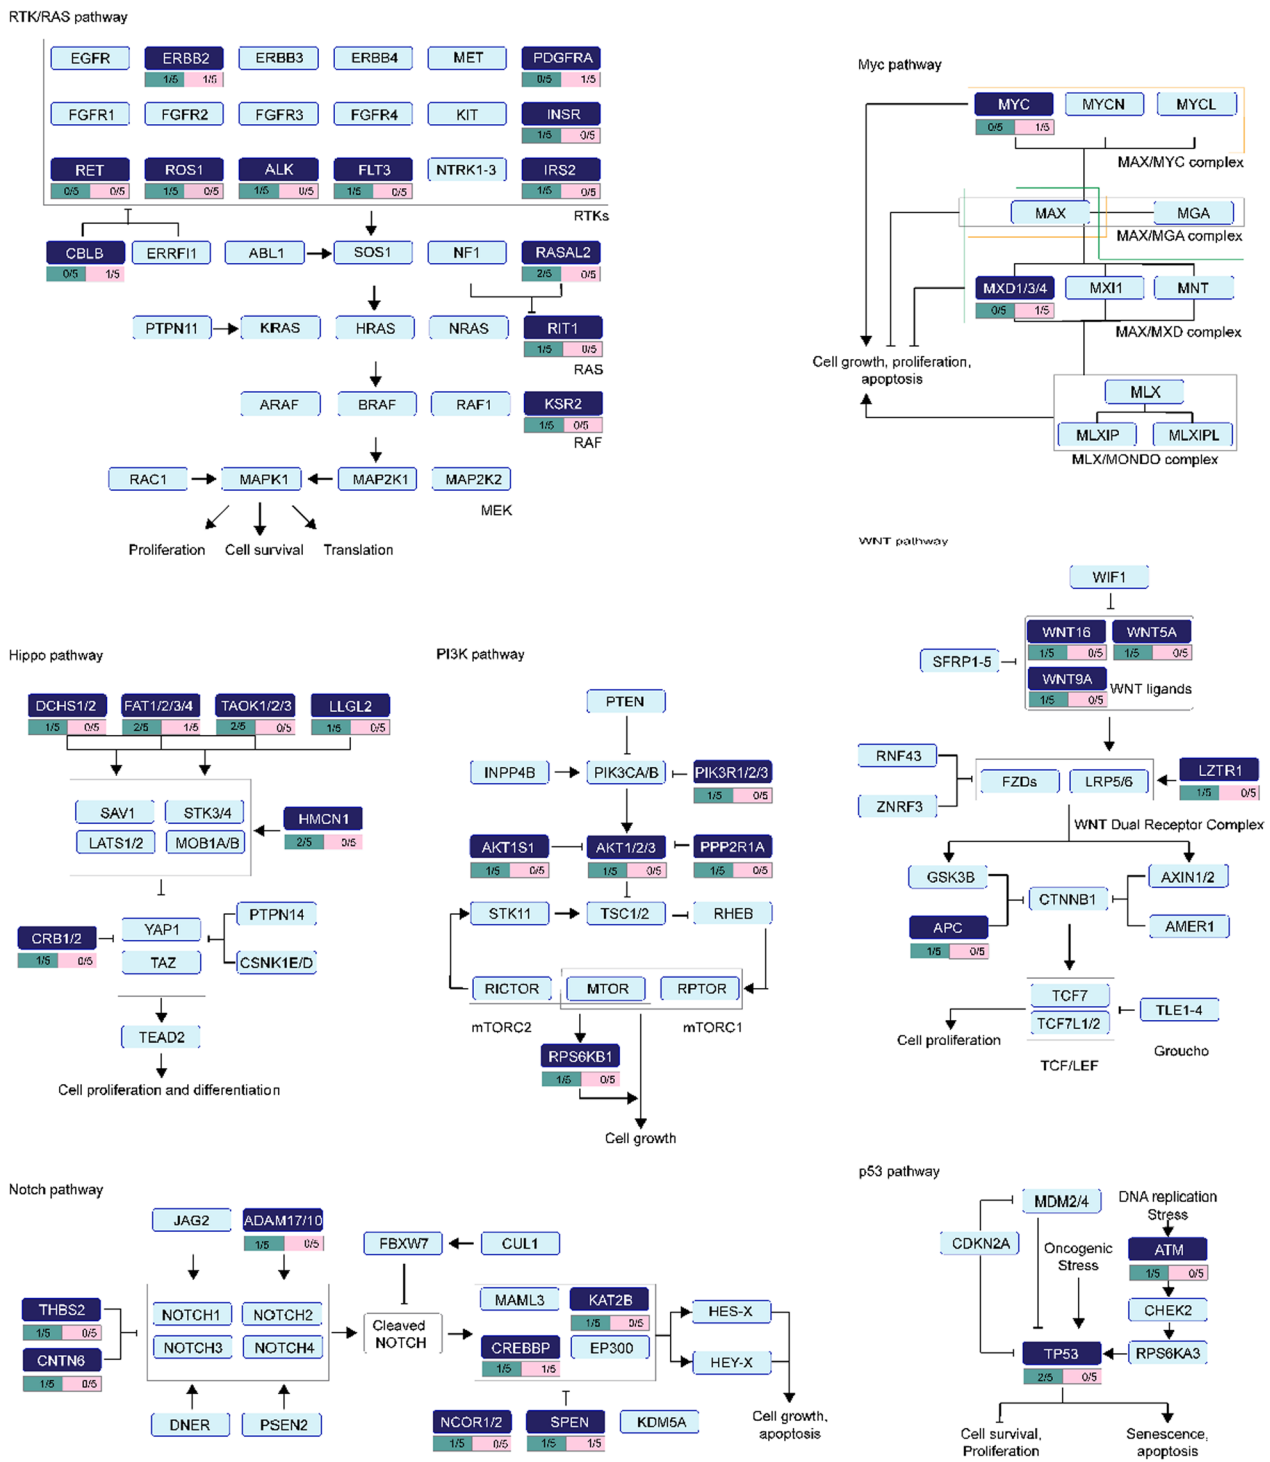 RTK/RAS pathway
EGFR ERBB2 ERBB3 ERBB4 MET PDGFRA
1/5 1/5 0/5 1/5
FGFR1 FGFR2 FGFR3 FGFR4 KIT INSR
1/5 0/5
RET ROS1 ALK FLT3 NTRK1-3 IRS2
0/5 0/5 1/5 0/5 1/5 0/5 1/5 0/5 1/5 0/5
RTKs
CBLB ERRFI1 ABL1 SOS1 NF1 RASAL2
0/5 1/5 2/5 0/5
PTPN11 KRAS HRAS NRAS RIT1
1/5 0/5
RAS
ARAF BRAF RAF1 KSR2
1/5 0/5
RAF
RAC1 MAPK1 MAP2K1 MAP2K2
MEK
Proliferation Cell survival Translation
Myc pathway
MYC MYCN MYCL
0/5 1/5
MAX/MYC complex
MAX MGA
MAX/MGA complex
MXD1/3/4 MXI1 MNT
0/5 1/5
MAX/MXD complex
Cell growth, proliferation,
apoptosis
MLX
MLXIP MLXIPL
MLX/MONDO complex
WNT pathway
WIF1
WNT16 WNT5A
1/5 0/5 1/5 0/5
SFRP1-5
WNT9A
1/5 0/5
WNT ligands
RNF43
FZDs LRP5/6 LZTR1
1/5 0/5
ZNRF3
WNT Dual Receptor Complex
GSK3B CTNNB1 AXIN1/2
APC AMER1
1/5 0/5
TCF7
TCF7L1/2 TLE1-4
Cell proliferation
Groucho
TCF/LEF
Hippo pathway
DCHS1/2 FAT1/2/3/4 TAOK1/2/3 LLGL2
1/5 0/5 2/5 1/5 2/5 0/5 1/5 0/5
SAV1 STK3/4
HMCN1
2/5 0/5
LATS1/2 MOB1A/B
PTPN14
CRB1/2 YAP1
1/5 0/5
TAZ CSNK1E/D
TEAD2
Cell proliferation and differentiation
PI3K pathway
PTEN
INPP4B PIK3CA/B PIK3R1/2/3
1/5 0/5
AKT1S1 AKT1/2/3 PPP2R1A
1/5 0/5 1/5 0/5 1/5 0/5
STK11 TSC1/2 RHEB
RICTOR MTOR RPTOR
mTORC2 mTORC1
RPS6KB1
1/5 0/5
Cell growth
Notch pathway
JAG2 ADAM17/10
1/5 0/5
FBXW7 CUL1
THBS2
1/5 0/5
NOTCH1 NOTCH2
CNTN6
1/5 0/5
NOTCH3 NOTCH4
Cleaved
NOTCH
MAML3 KAT2B
1/5 0/5
CREBBP EP300
1/5 1/5
HES-X
HEY-X
DNER PSEN2
NCOR1/2 SPEN KDM5A
1/5 0/5 1/5 1/5
Cell growth,
apoptosis
p53 pathway
MDM2/4
DNA replication
Stress
CDKN2A
Oncogenic
Stress
ATM
1/5 0/5
CHEK2
TP53 RPS6KA3
2/5 0/5
Cell survival,
Proliferation
Senescence,
apoptosis